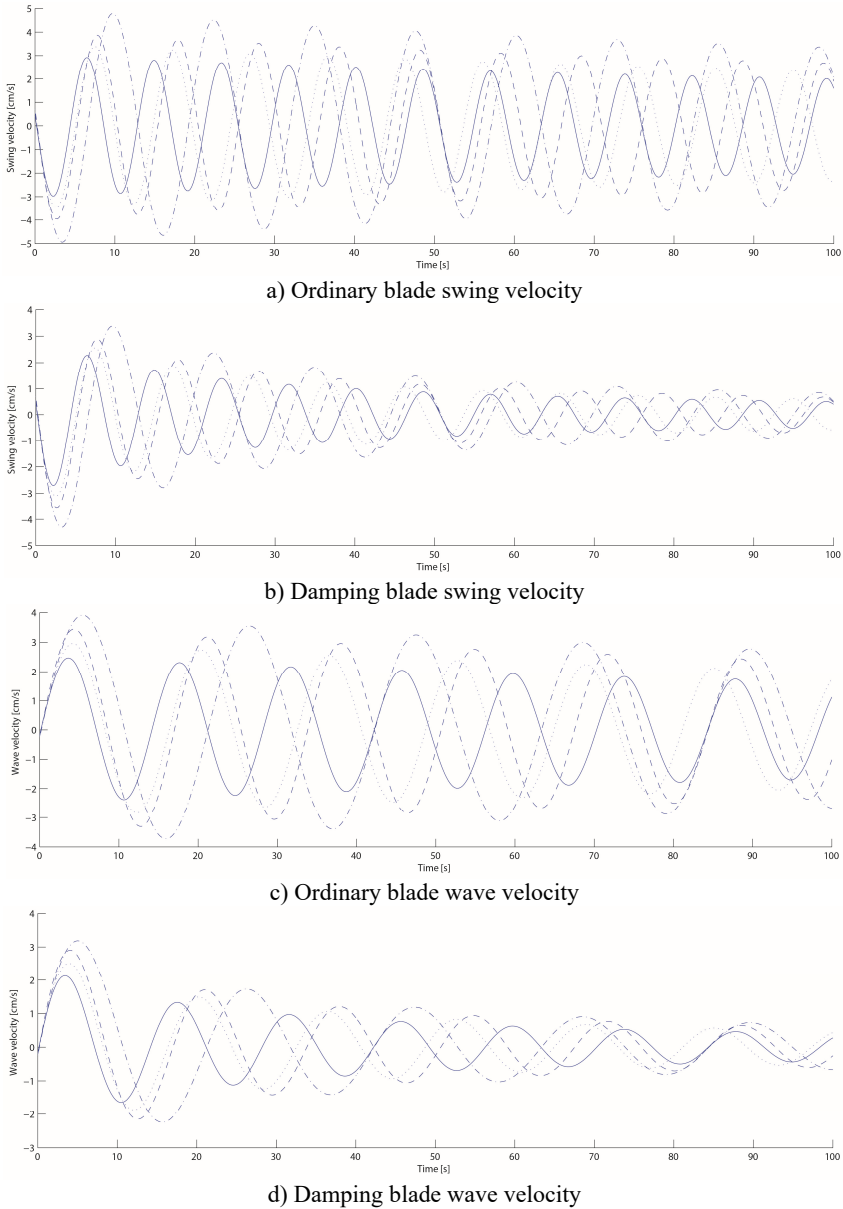 5
4
3
2
1
0
−1
−2
−3
−4
−5
Swing velocity [cm/s]
0 10 20 30 40 50 60 70 80 90 100
Time [s]
a) Ordinary blade swing velocity
4
3
2
1
0
−1
−2
−3
−4
−5
Swing velocity [cm/s]
0 10 20 30 40 50 60 70 80 90 100
Time [s]
b) Damping blade swing velocity
4
3
2
1
0
−1
−2
−3
−4
Wave velocity [cm/s]
0 10 20 30 40 50 60 70 80 90 100
Time [s]
c) Ordinary blade wave velocity
4
3
2
1
0
−1
−2
−3
Wave velocity [cm/s]
0 10 20 30 40 50 60 70 80 90 100
Time [s]
d) Damping blade wave velocity